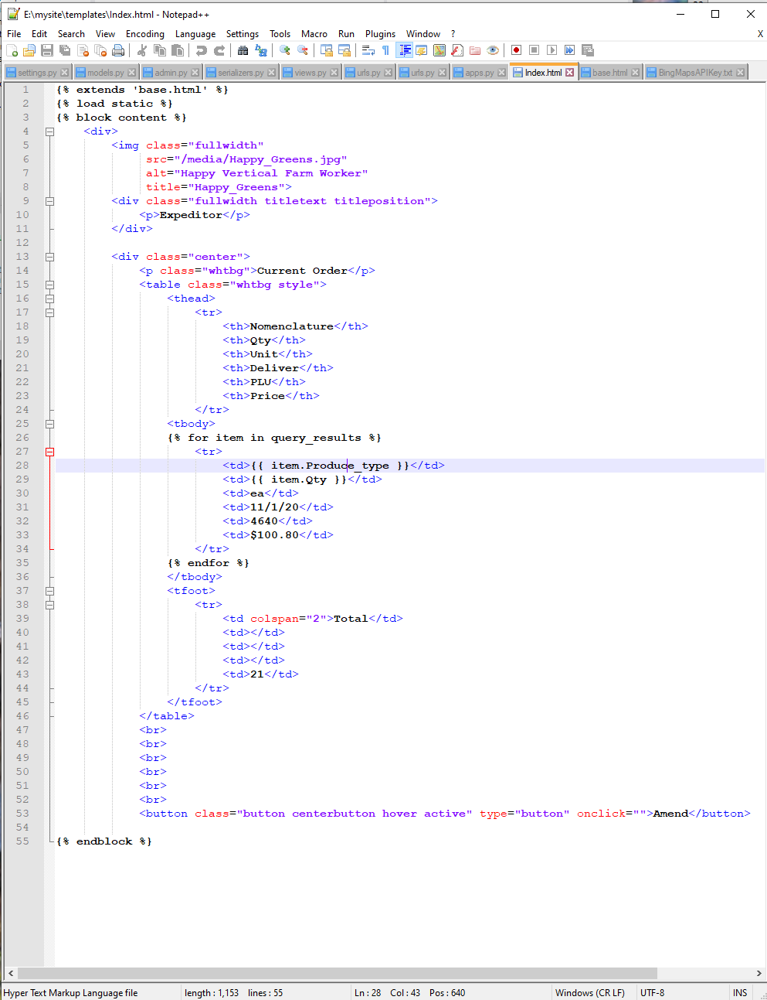 E:\mysite\templates\Index.html - Notepad++
File Edit Search View Encoding Language Settings Tools Macro Run Plugins Window ? X
settings.py models.py admin.py serializers.py views.py urls.py urls.py apps.py Index.html base.html BingMapsAPIKey.txt
1 {% extends 'base.html' %}
2 {% load static %}
3 {% block content %}
4 <div>
5 <img class="fullwidth"
6 src="/media/Happy_Greens.jpg"
7 alt="Happy Vertical Farm Worker"
8 title="Happy_Greens">
9 <div class="fullwidth titletext titleposition">
10 <p>Expeditor</p>
11 </div>
12
13 <div class="center">
14 <p class="whtbg">Current Order</p>
15 <table class="whtbg style">
16 <thead>
17 <tr>
18 <th>Nomenclature</th>
19 <th>Qty</th>
20 <th>Unit</th>
21 <th>Deliver</th>
22 <th>PLU</th>
23 <th>Price</th>
24 </tr>
25 <tbody>
26 {% for item in query_results %}
27 <tr>
28 <td>{{ item.Produce_type }}</td>
29 <td>{{ item.Qty }}</td>
30 <td>ea</td>
31 <td>11/1/20</td>
32 <td>4640</td>
33 <td>$100.80</td>
34 </tr>
35 {% endfor %}
36 </tbody>
37 <tfoot>
38 <tr>
39 <td colspan="2">Total</td>
40 <td></td>
41 <td></td>
42 <td></td>
43 <td>21</td>
44 </tr>
45 </tfoot>
46 </table>
47 <br>
48 <br>
49 <br>
50 <br>
51 <br>
52 <br>
53 <button class="button centerbutton hover active" type="button" onclick="">Amend</button>
54
55 {% endblock %}
Hyper Text Markup Language file length : 1,153 lines : 55 Ln : 28 Col : 43 Pos : 640 Windows (CR LF) UTF-8 INS